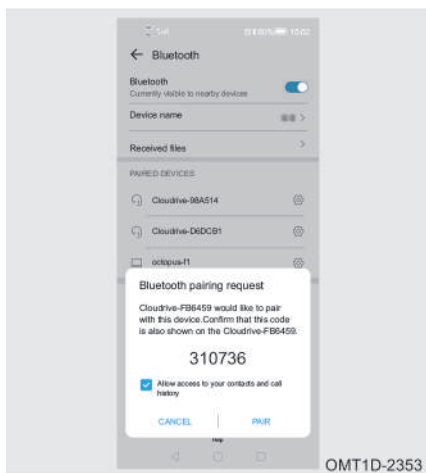 Bluetooth
Bluetooth
Currently visible to nearby devices
Device name
Received files
PAIRED DEVICES
Cloudrive-98A514
Cloudrive-D6DCB1
octopus-f1
Bluetooth pairing request
Cloudrive-FB6459 would like to pair
with this device.Confirm that this code
is also shown on the Cloudrive-FB6459.
310736
Allow access to your contacts and call
history
CANCEL
PAIR
Help
OMT1D-2353